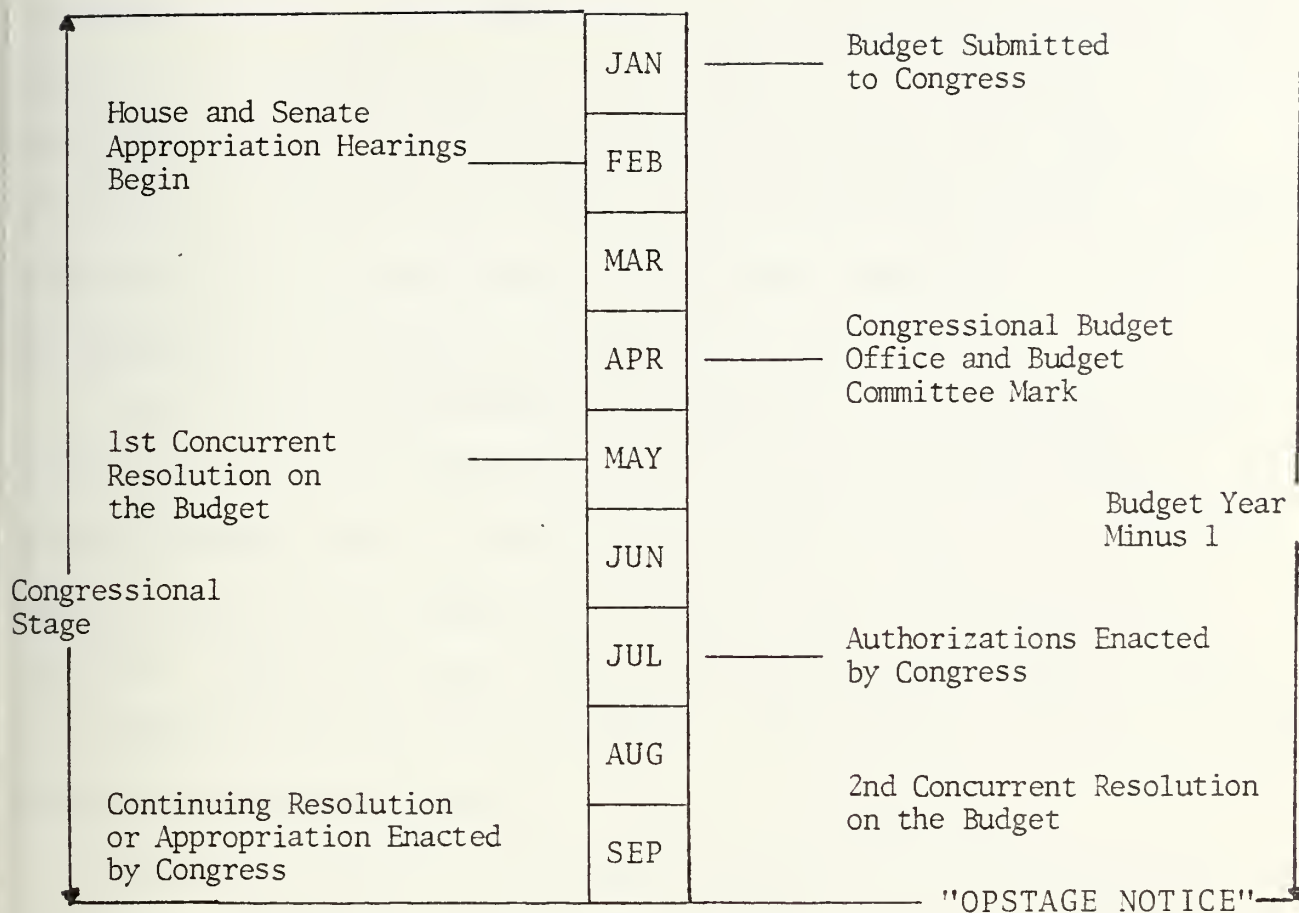 JAN
Budget Submitted
to Congress
House and Senate
Appropriation Hearings
Begin
FEB
MAR
APR
Congressional Budget
Office and Budget
Committee Mark
1st Concurrent
Resolution on
the Budget
MAY
Budget Year
Minus 1
JUN
Congressional
Stage
JUL
Authorizations Enacted
by Congress
AUG
2nd Concurrent Resolution
on the Budget
Continuing Resolution
or Appropriation Enacted
by Congress
SEP
"OPSTAGE NOTICE"